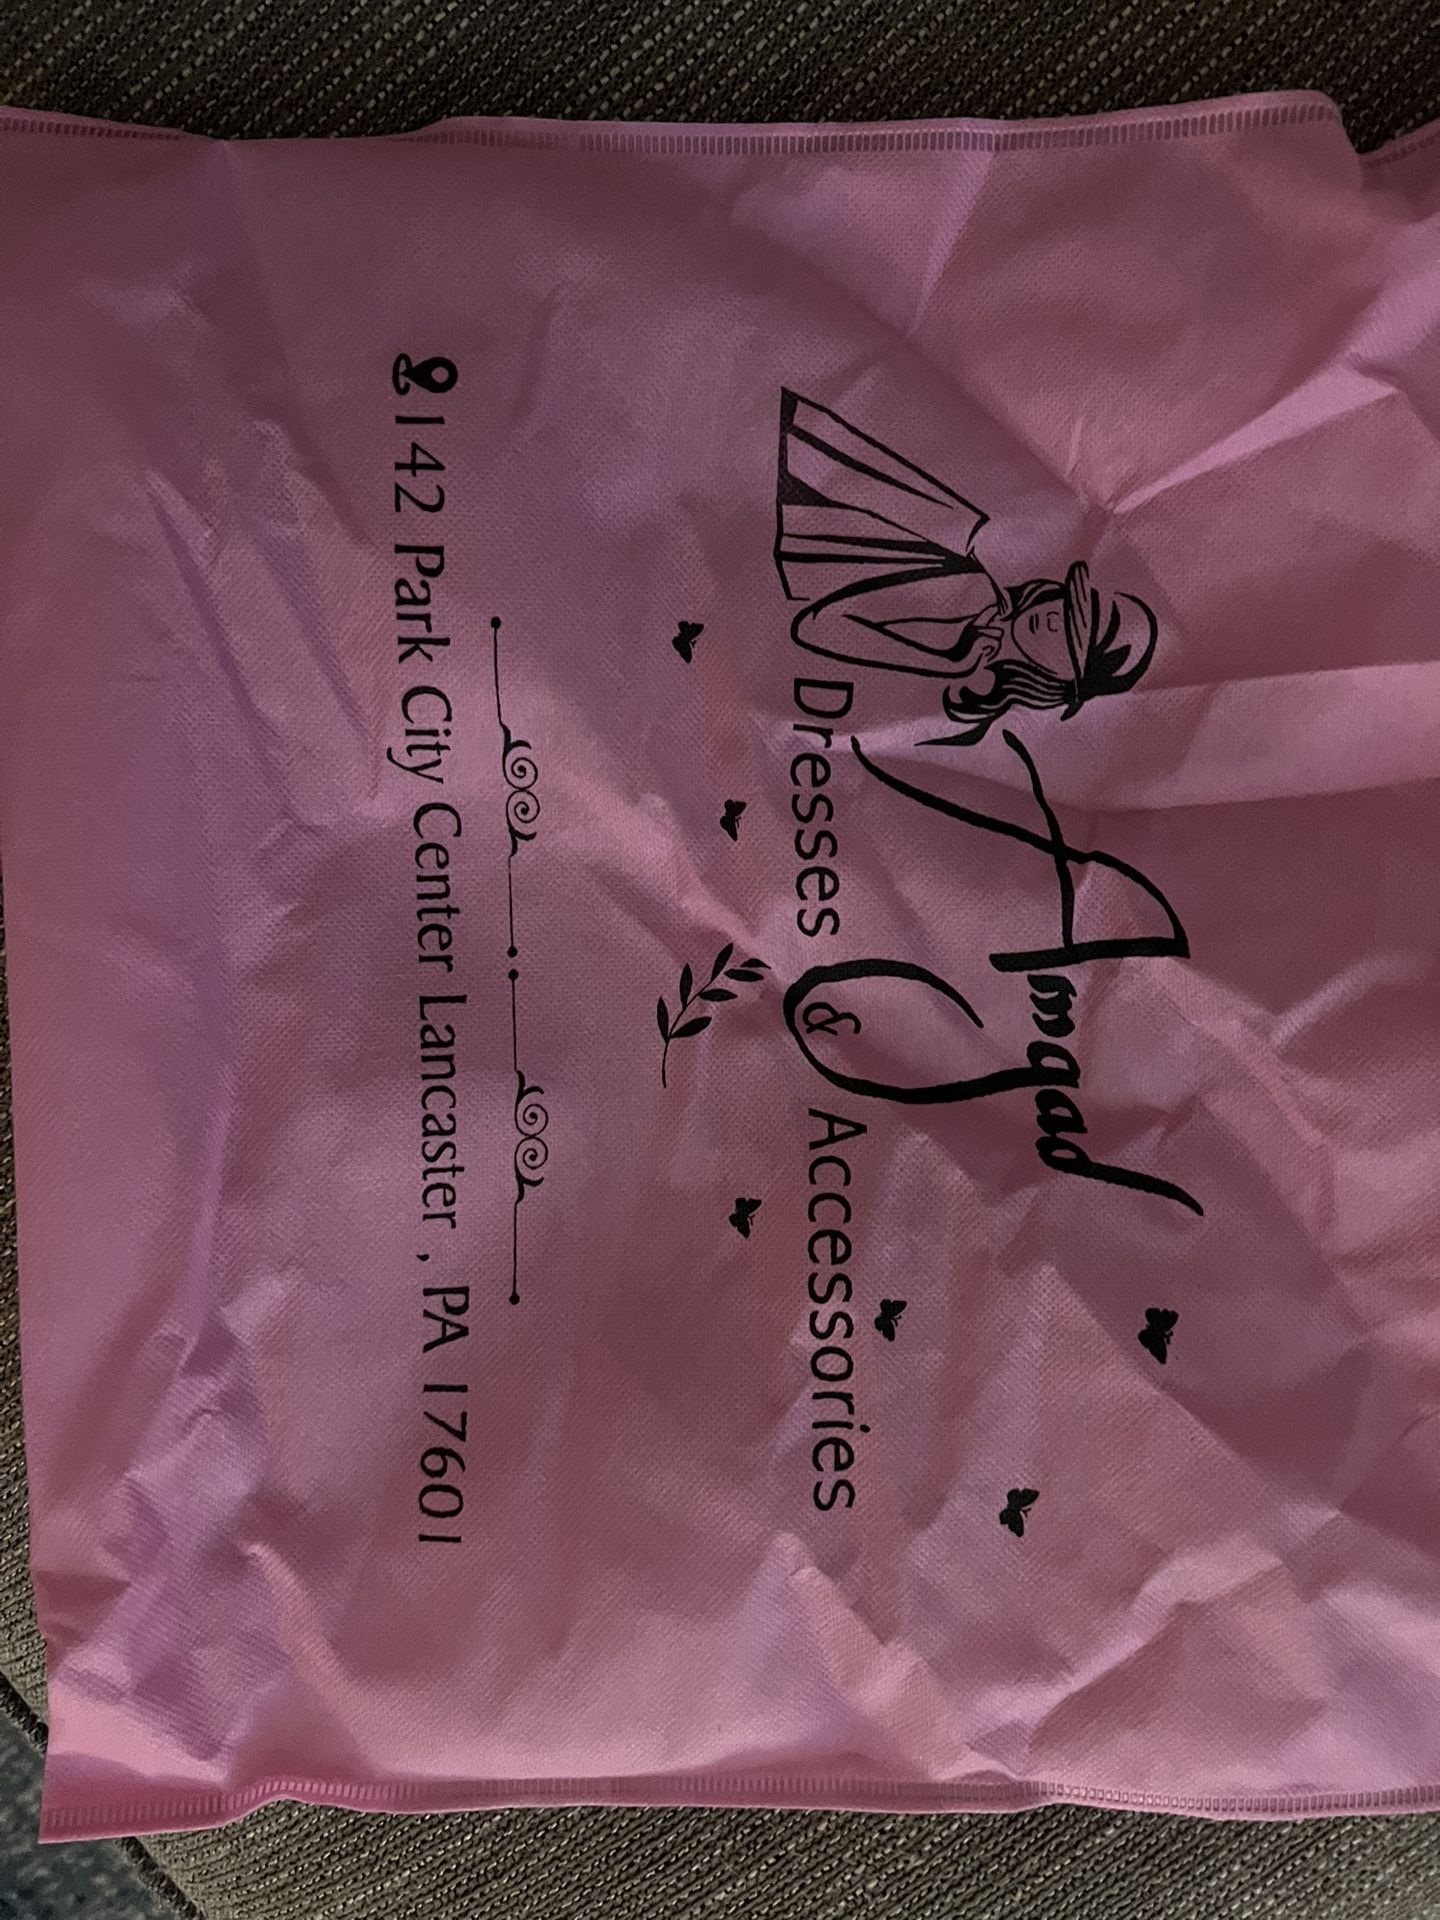 Amgad
Dresses & Accessories
142 Park City Center Lancaster , PA 17601